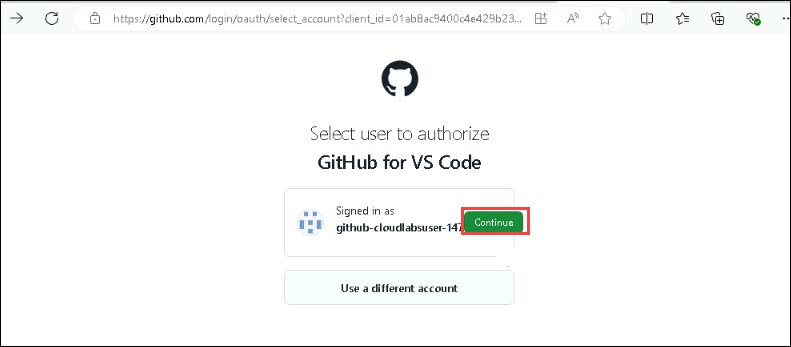 https://github.com/login/oauth/select_account?client_id=01ab8ac9400c4e429b23...
Select user to authorize
GitHub for VS Code
Signed in as
github-cloudlabsuser-147
Continue
Use a different account